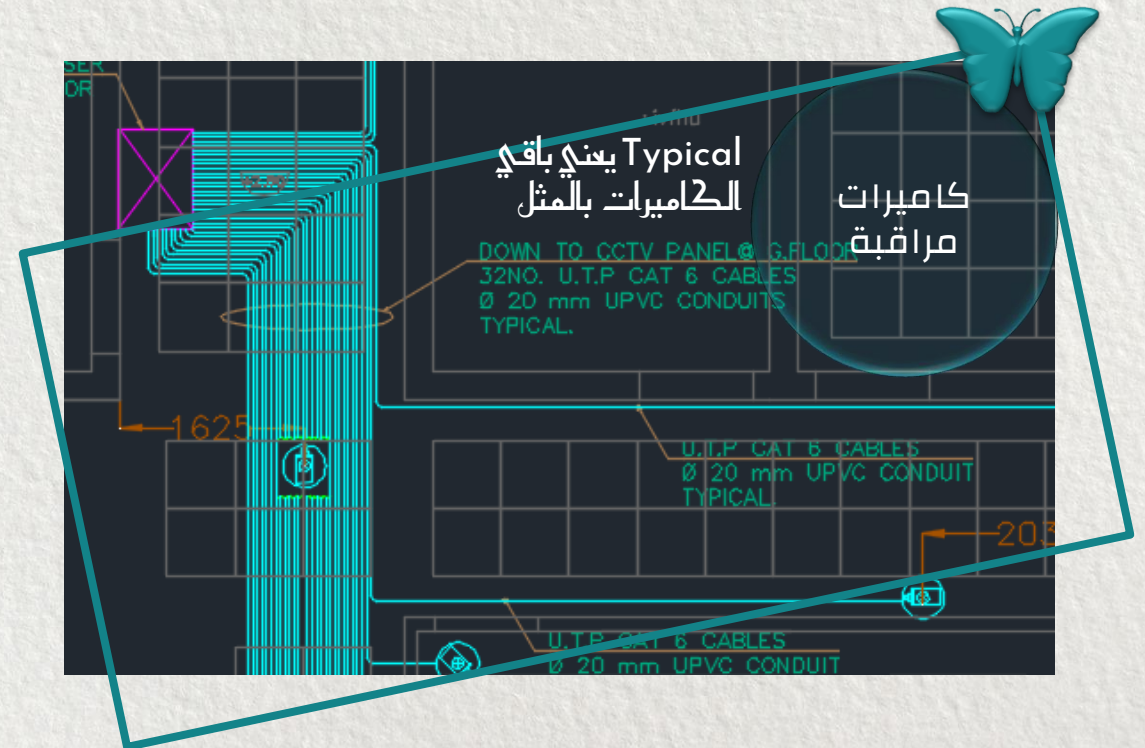 SER
OR
Typical يعني باقي
الكاميرات بالمثل
كاميرات
مراقبة
DOWN TO CCTV PANEL@ G.FLOOR
32NO. U.T.P CAT 6 CABLES
Ø 20 mm UPVC CONDUITS
TYPICAL.
1625
U.T.P CAT 6 CABLES
Ø 20 mm UPVC CONDUIT
TYPICAL.
203
U.T.P CAT 6 CABLES
Ø 20 mm UPVC CONDUIT